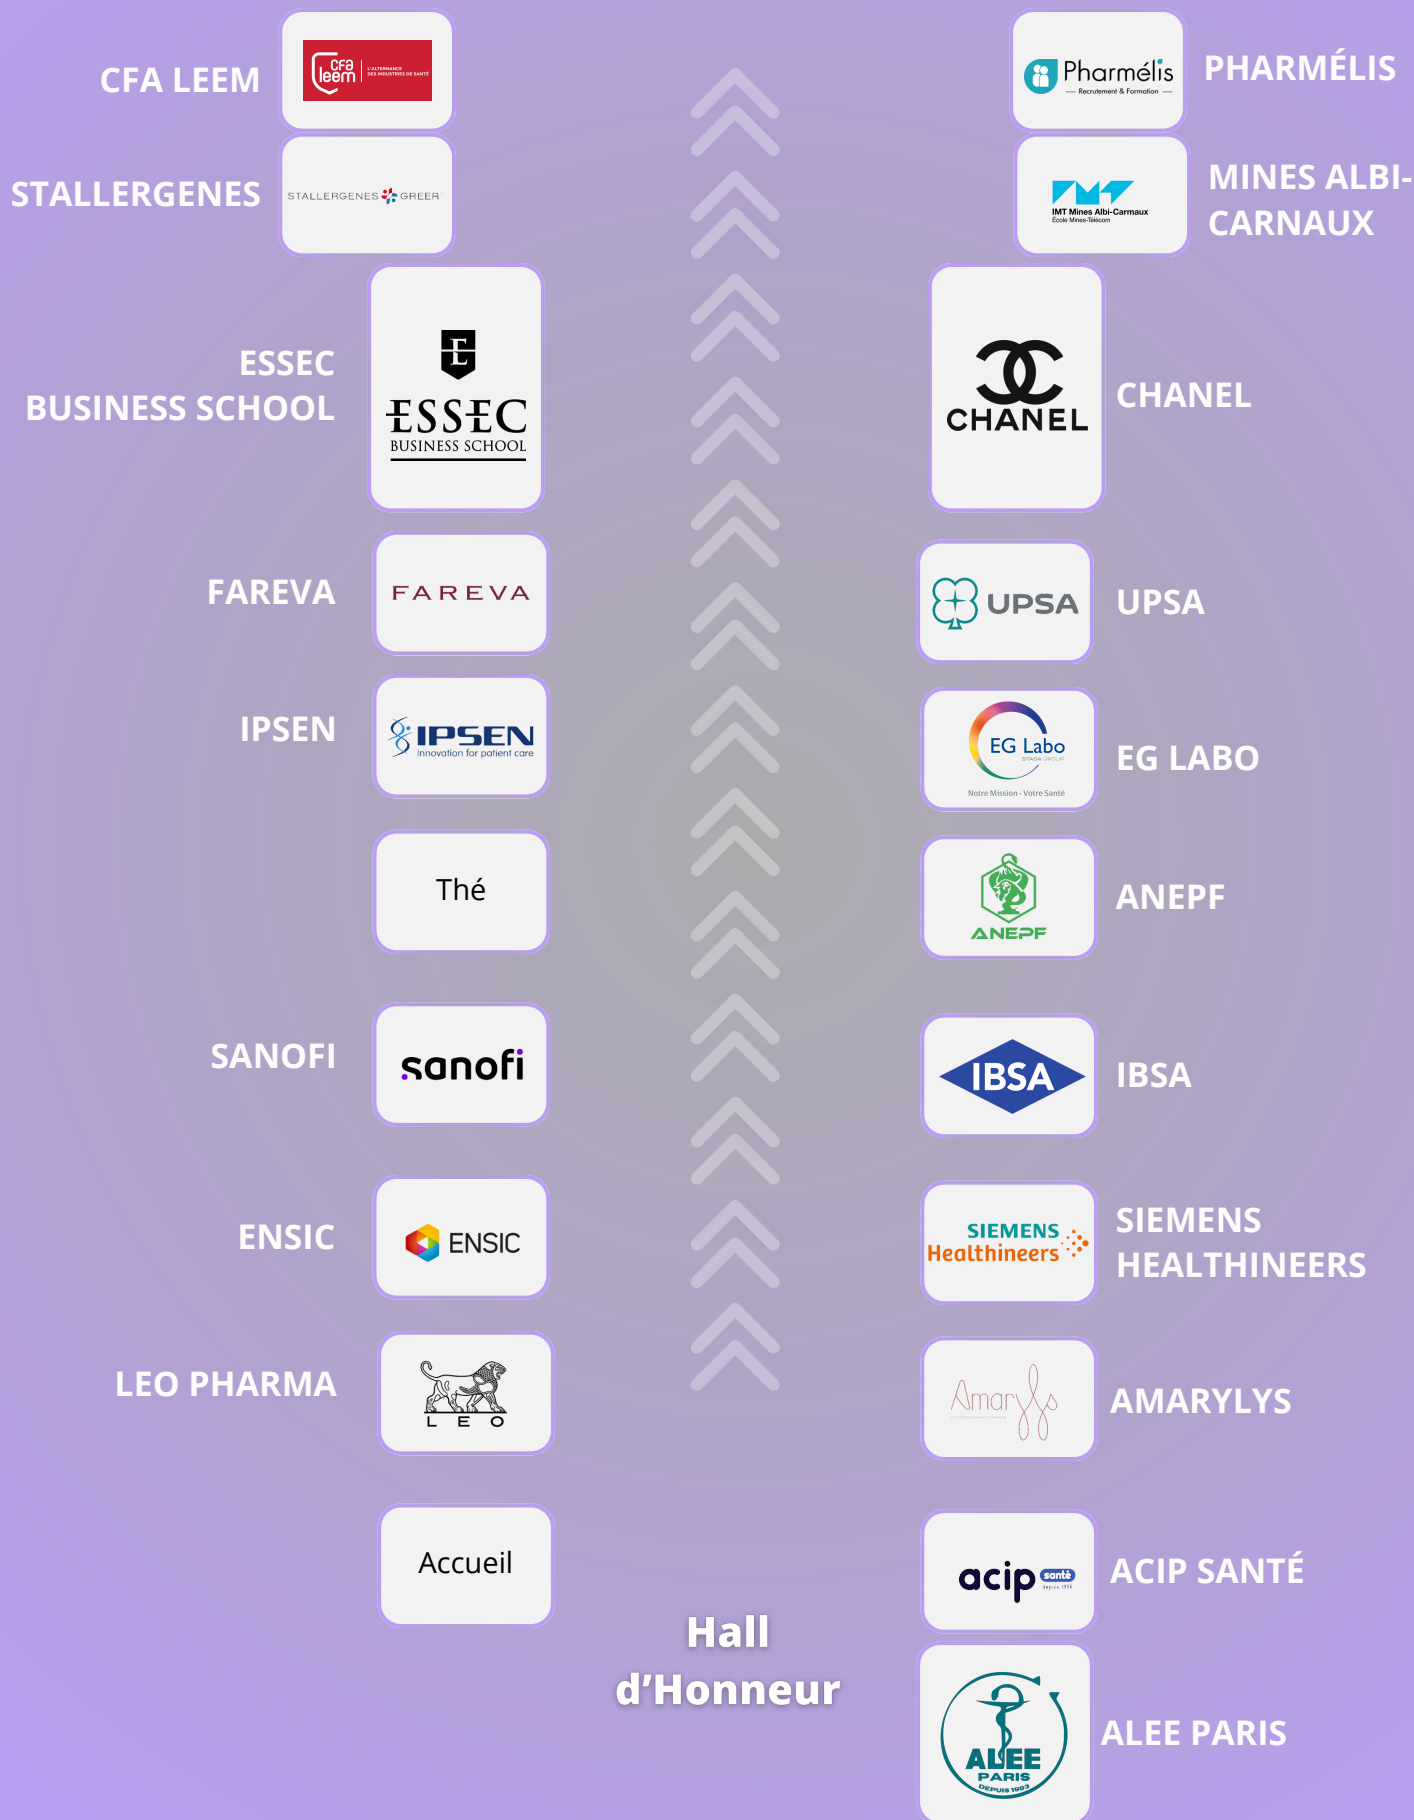 CFA LEEM
cfa
leem
L'ALTERNANCE
DES INDUSTRIES DE SANTÉ
Pharmélis
Recrutement & Formation
PHARMÉLIS
STALLERGENES
STALLERGENES GREER
IMT Mines Albi-Carmaux
École Mines-Télécom
MINES ALBI-
CARNAUX
ESSEC
BUSINESS SCHOOL
E
ESSEC
BUSINESS SCHOOL
CHANEL
CHANEL
FAREVA
FAREVA
UPSA
UPSA
IPSEN
IPSEN
Innovation for patient care
EG Labo
STADA GROUP
Notre Mission - Votre Santé
EG LABO
Thé
ANEPF
ANEPF
SANOFI
sanofi
IBSA
IBSA
ENSIC
ENSIC
SIEMENS
Healthineers
SIEMENS
HEALTHINEERS
LEO PHARMA
LEO
Amarylys
AMARYLYS
Accueil
acip santé
depuis 1956
ACIP SANTÉ
Hall
d'Honneur
ALEE
PARIS
DEPUIS 1983
ALEE PARIS